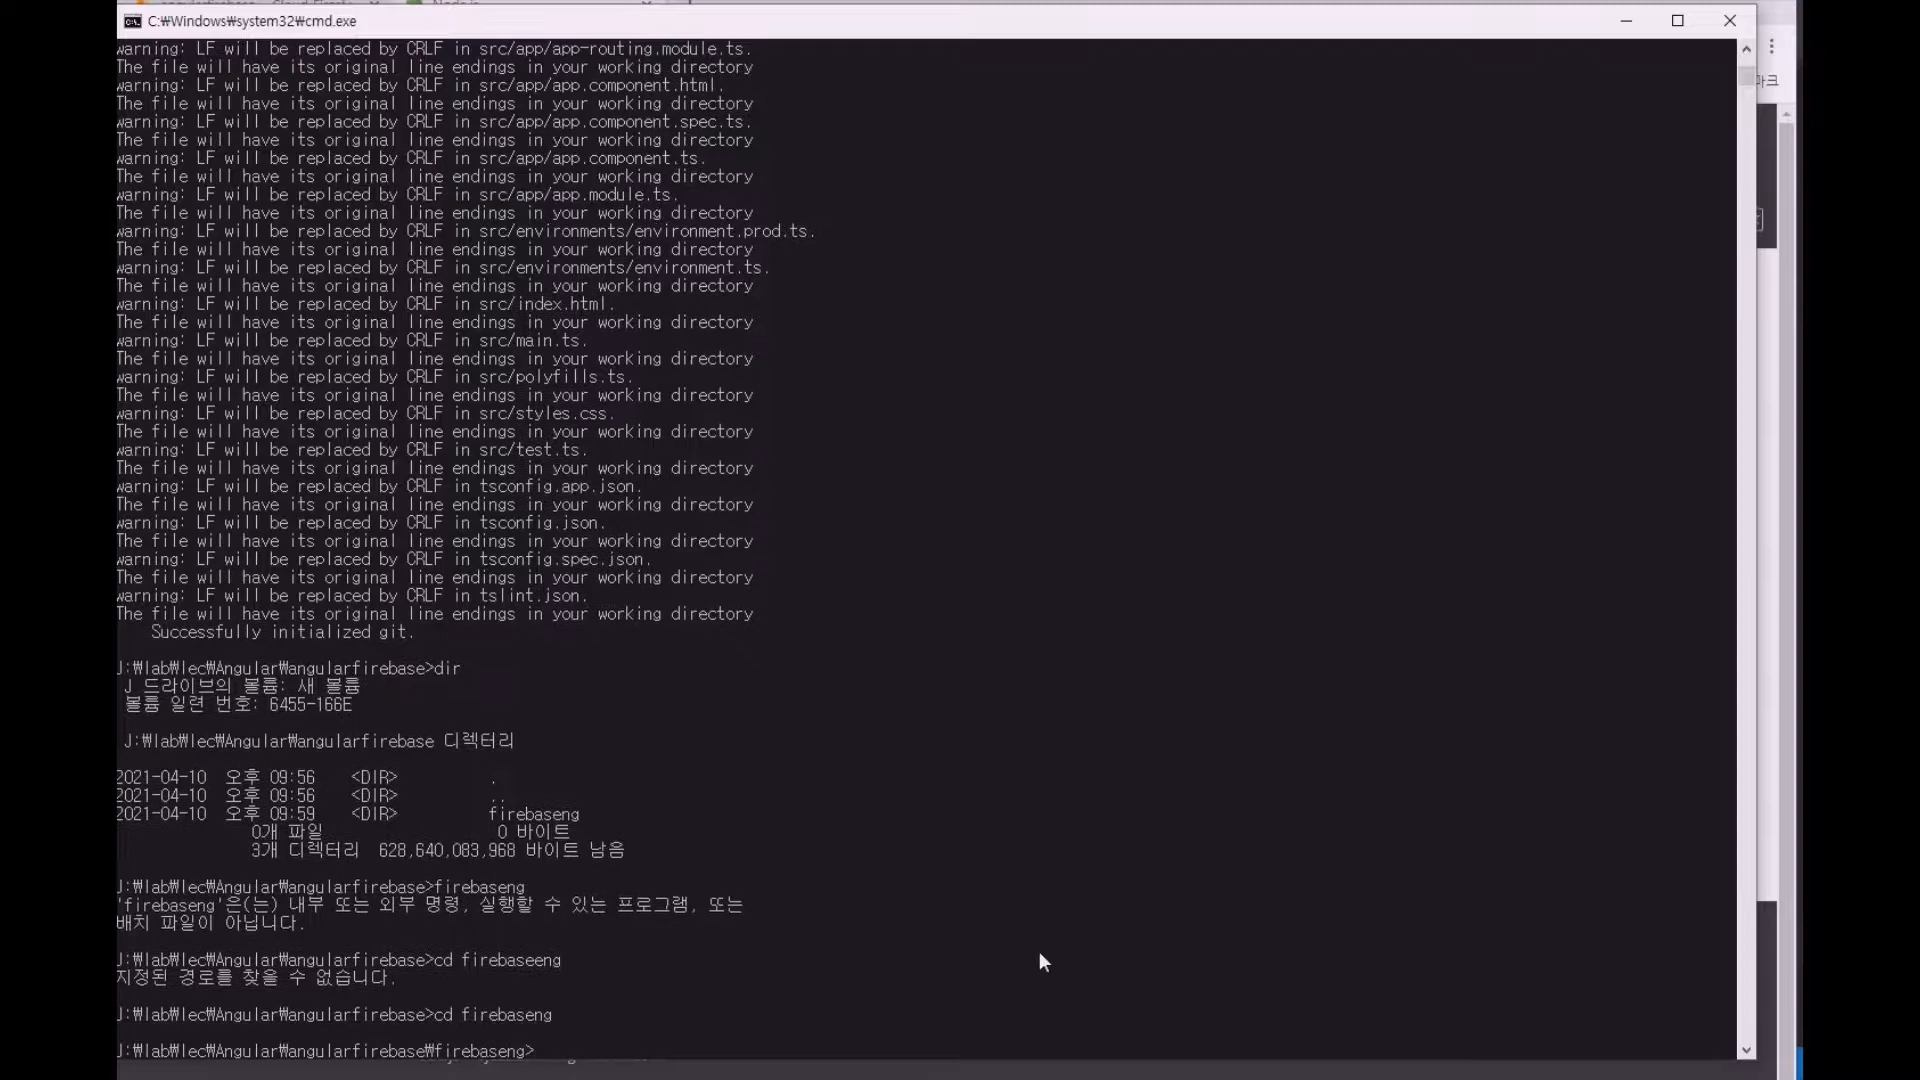 C:₩Windows₩system32₩cmd.exe
warning: LF will be replaced by CRLF in src/app/app-routing.module.ts.
The file will have its original line endings in your working directory
warning: LF will be replaced by CRLF in src/app/app.component.html.
The file will have its original line endings in your working directory
warning: LF will be replaced by CRLF in src/app/app.component.spec.ts.
The file will have its original line endings in your working directory
warning: LF will be replaced by CRLF in src/app/app.component.ts.
The file will have its original line endings in your working directory
warning: LF will be replaced by CRLF in src/app/app.module.ts.
The file will have its original line endings in your working directory
warning: LF will be replaced by CRLF in src/environments/environment.prod.ts.
The file will have its original line endings in your working directory
warning: LF will be replaced by CRLF in src/environments/environment.ts.
The file will have its original line endings in your working directory
warning: LF will be replaced by CRLF in src/index.html.
The file will have its original line endings in your working directory
warning: LF will be replaced by CRLF in src/main.ts.
The file will have its original line endings in your working directory
warning: LF will be replaced by CRLF in src/polyfills.ts.
The file will have its original line endings in your working directory
warning: LF will be replaced by CRLF in src/styles.css.
The file will have its original line endings in your working directory
warning: LF will be replaced by CRLF in src/test.ts.
The file will have its original line endings in your working directory
warning: LF will be replaced by CRLF in tsconfig.app.json.
The file will have its original line endings in your working directory
warning: LF will be replaced by CRLF in tsconfig.json.
The file will have its original line endings in your working directory
warning: LF will be replaced by CRLF in tsconfig.spec.json.
The file will have its original line endings in your working directory
warning: LF will be replaced by CRLF in tslint.json.
The file will have its original line endings in your working directory
Successfully initialized git.
J:₩lab₩lec₩Angular₩angularfirebase>dir
J 드라이브의 볼륨: 새 볼륨
볼륨 일련 번호: 6455-166E
J:₩lab₩lec₩Angular₩angularfirebase 디렉터리
2021-04-10 오후 09:56 <DIR> .
2021-04-10 오후 09:56 <DIR> ..
2021-04-10 오후 09:59 <DIR> firebaseng
0개 파일 0 바이트
3개 디렉터리 628,640,083,968 바이트 남음
J:₩lab₩lec₩Angular₩angularfirebase>firebaseng
'firebaseng'은(는) 내부 또는 외부 명령, 실행할 수 있는 프로그램, 또는
배치 파일이 아닙니다.
J:₩lab₩lec₩Angular₩angularfirebase>cd firebaseeng
지정된 경로를 찾을 수 없습니다.
J:₩lab₩lec₩Angular₩angularfirebase>cd firebaseng
J:₩lab₩lec₩Angular₩angularfirebase₩firebaseng>